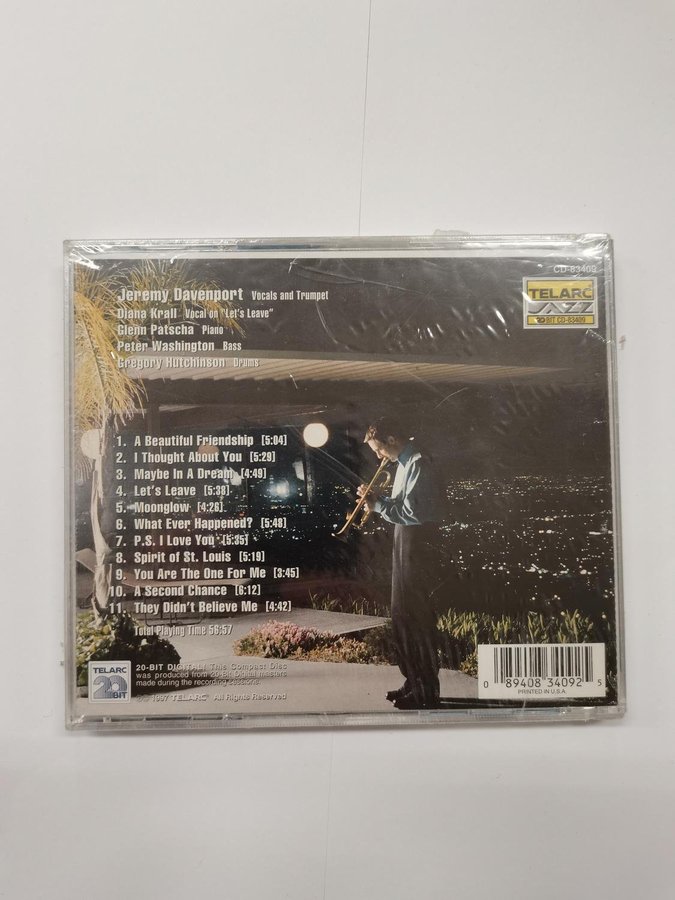 CD-83409
TELARC
JAZZ
20 BIT CD-83409
Jeremy Davenport Vocals and Trumpet
Diana Krall Vocal on "Let's Leave"
Glenn Patscha Piano
Peter Washington Bass
Gregory Hutchinson Drums
1. A Beautiful Friendship [5:04]
2. I Thought About You [5:29]
3. Maybe In A Dream [4:49]
4. Let's Leave [5:38]
5. Moonglow [4:26]
6. What Ever Happened? [5:48]
7. P.S. I Love You [5:35]
8. Spirit of St. Louis [5:19]
9. You Are The One For Me [3:45]
10. A Second Chance [6:12]
11. They Didn't Believe Me [4:42]
Total Playing Time 56:57
TELARC
20
BIT
20-BIT DIGITAL! This Compact Disc
was produced from 20-Bit Digital masters
made during the recording sessions.
© 1997 TELARC All Rights Reserved
0 89408 34092 5
PRINTED IN U.S.A.